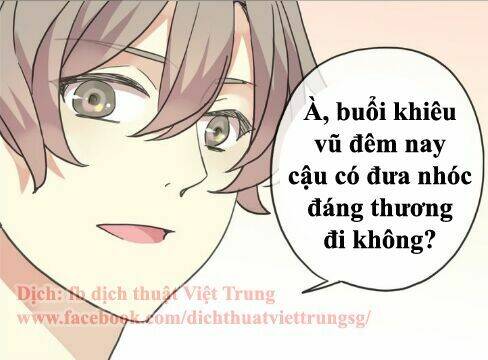 À, buổi khiêu
vũ đêm nay
cậu có đưa nhóc
đáng thương
đi không?
Dịch: fb dịch thuật Việt Trung
www.facebook.com/dichthuatviettrungsg/